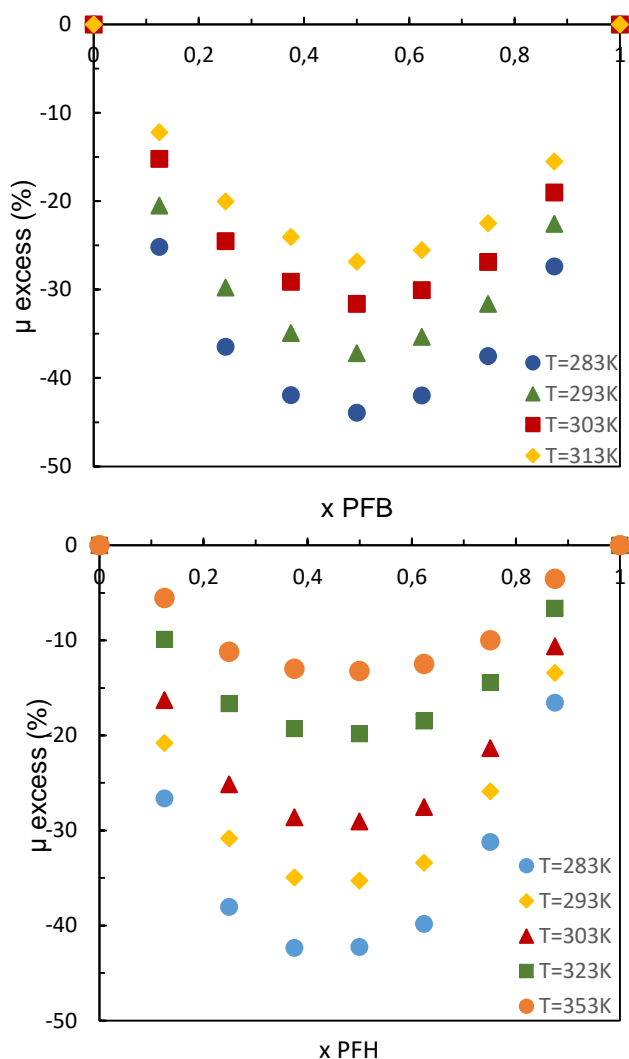 0
0
0,2
0,4
0,6
0,8
1
-10
-20
-30
-40
-50
μ excess (%)
T=283K
T=293K
T=303K
T=313K
x PFB
0
0
0,2
0,4
0,6
0,8
1
-10
-20
-30
-40
-50
μ excess (%)
T=283K
T=293K
T=303K
T=323K
T=353K
x PFH